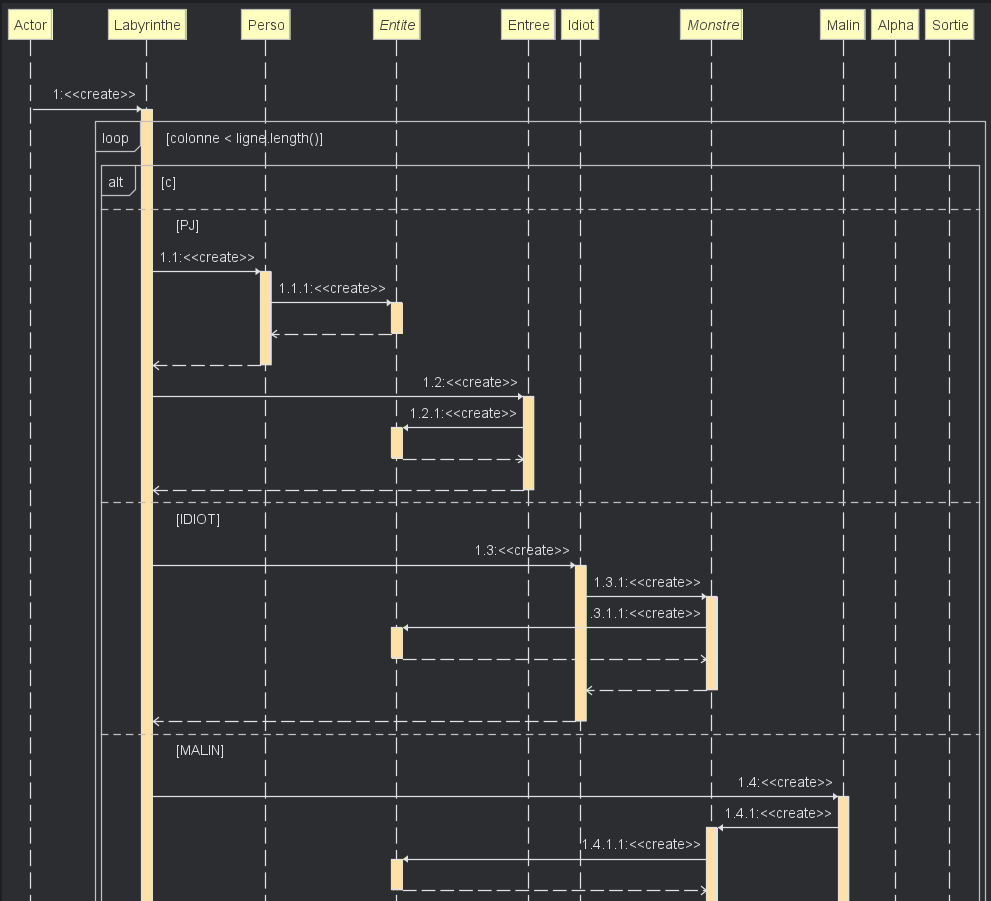 Actor Labyrinthe Perso Entite Entree Idiot Monstre Malin Alpha Sortie
1:<<create>>
loop [colonne < ligne.length()]
alt [c]
[PJ]
1.1:<<create>>
1.1.1:<<create>>
1.2:<<create>>
1.2.1:<<create>>
[IDIOT]
1.3:<<create>>
1.3.1:<<create>>
.3.1.1:<<create>>
[MALIN]
1.4:<<create>>
1.4.1:<<create>>
1.4.1.1:<<create>>